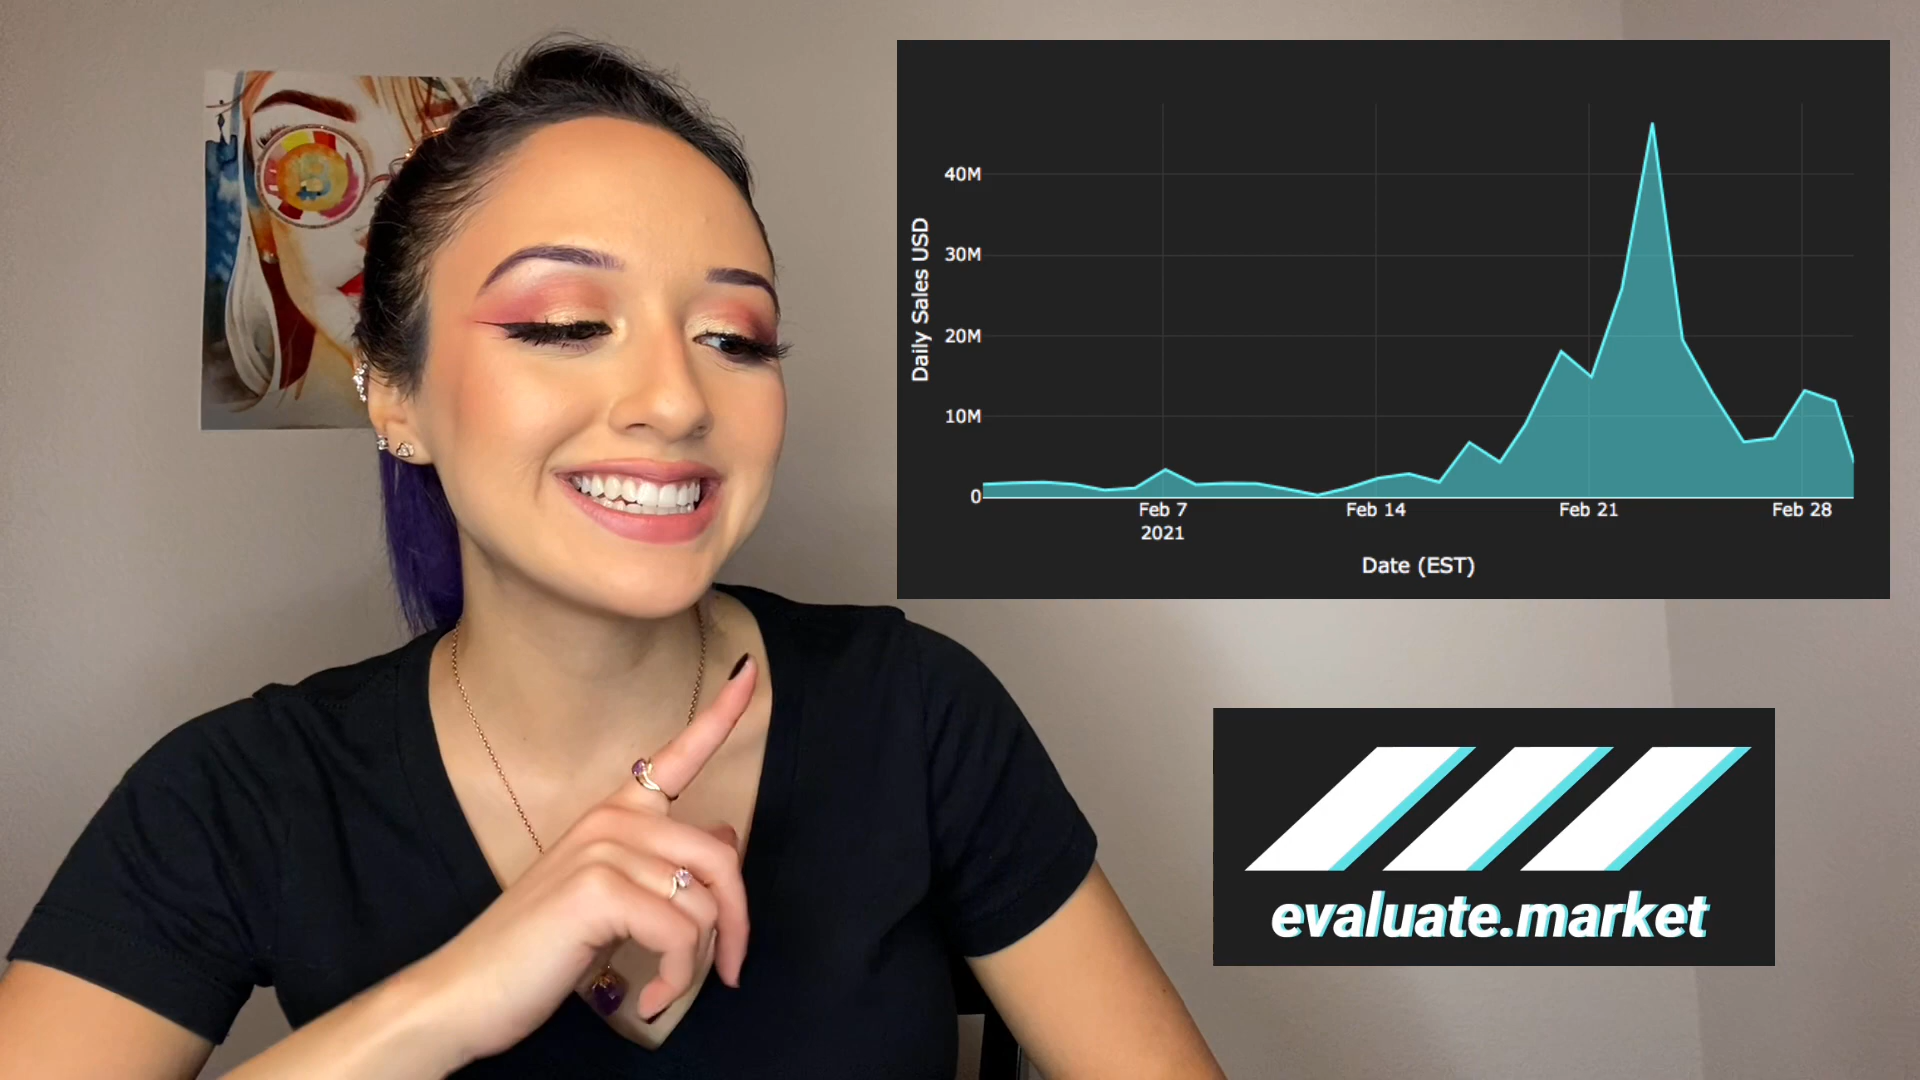 40M
30M
20M
10M
0
Daily Sales USD
Feb 7
2021
Feb 14
Feb 21
Feb 28
Date (EST)
evaluate.market